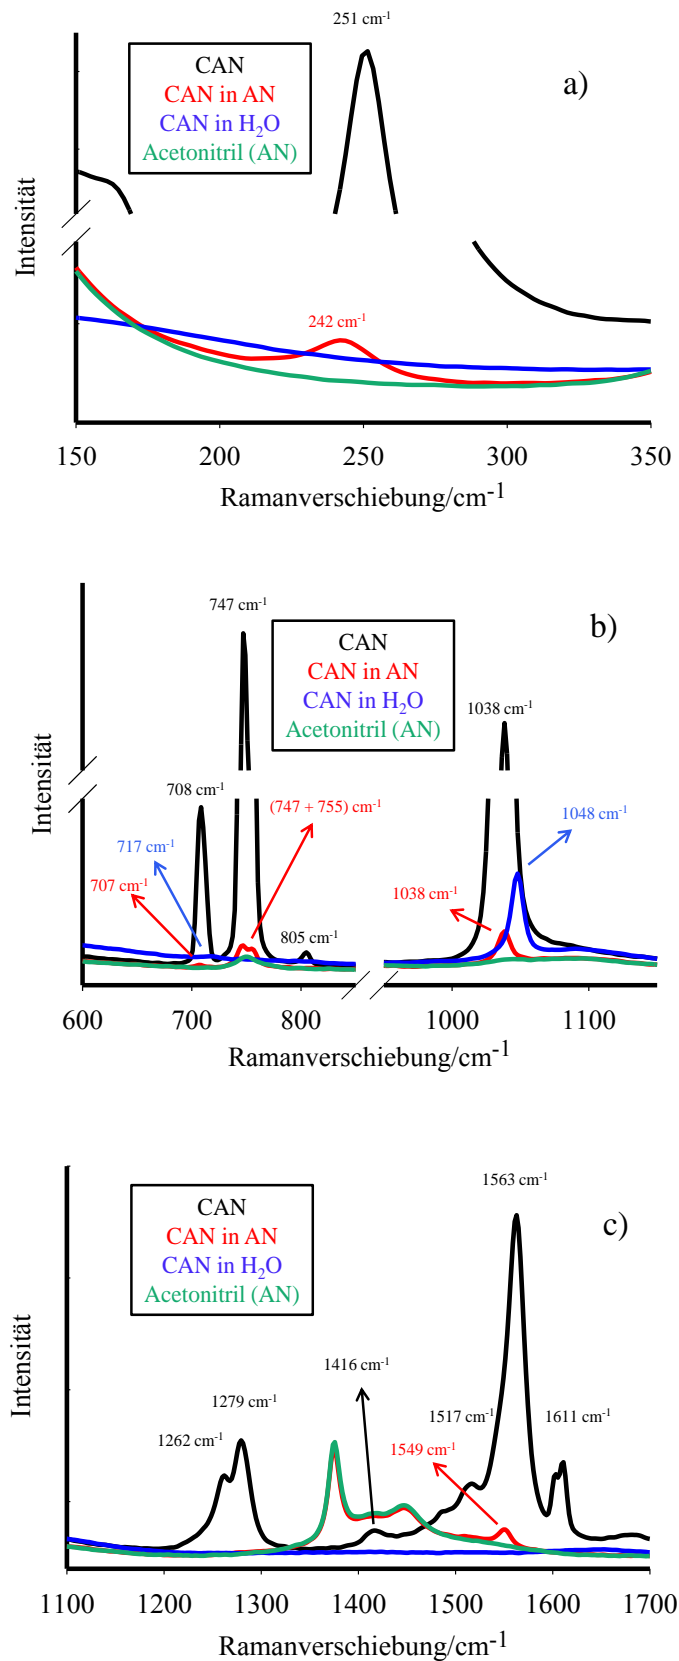 251 cm-1
a)
CAN
CAN in AN
CAN in H2O
Acetonitril (AN)
Intensität
242 cm-1
150 200 250 300 350
Ramanverschiebung/cm-1
747 cm-1
b)
CAN
CAN in AN
CAN in H2O
Acetonitril (AN)
1038 cm-1
Intensität
708 cm-1
(747 + 755) cm-1
1048 cm-1
717 cm-1
707 cm-1
1038 cm-1
805 cm-1
600 700 800 1000 1100
Ramanverschiebung/cm-1
1563 cm-1
c)
CAN
CAN in AN
CAN in H2O
Acetonitril (AN)
Intensität
1416 cm-1
1279 cm-1
1517 cm-1
1611 cm-1
1262 cm-1
1549 cm-1
1100 1200 1300 1400 1500 1600 1700
Ramanverschiebung/cm-1